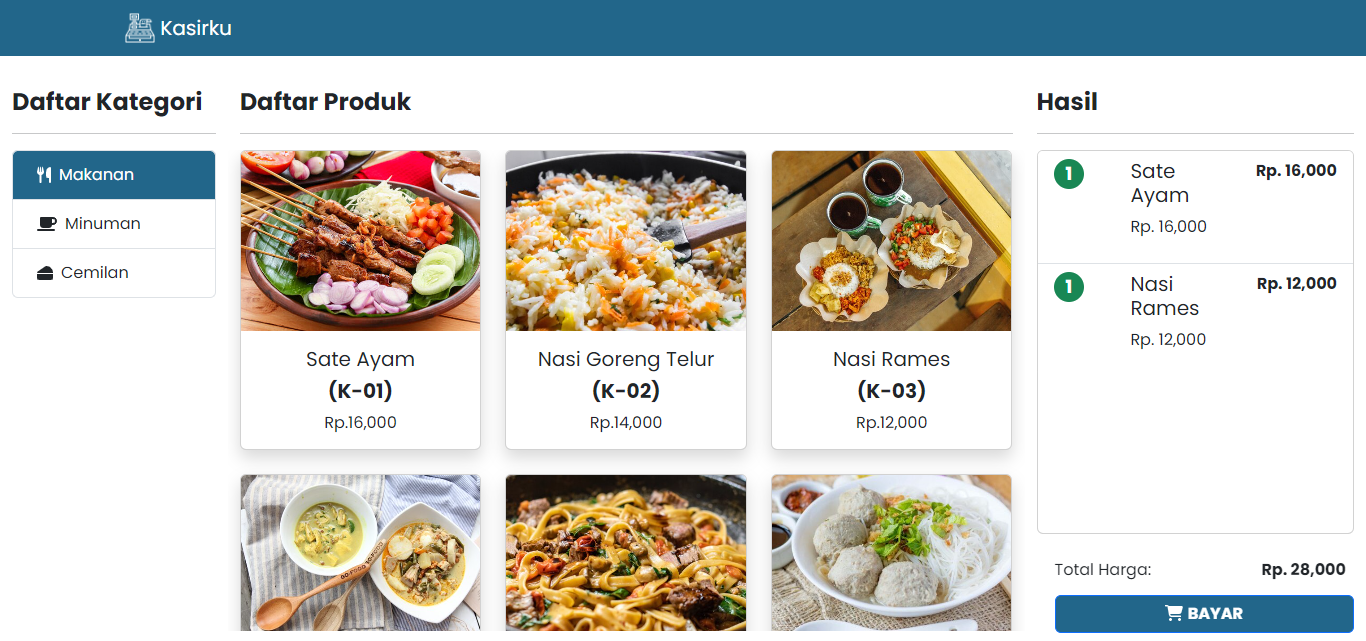 Kasirku
Daftar Kategori
Makanan
Minuman
Cemilan
Daftar Produk
Sate Ayam
(K-01)
Rp.16,000
Nasi Goreng Telur
(K-02)
Rp.14,000
Nasi Rames
(K-03)
Rp.12,000
Hasil
1
Sate
Ayam
Rp. 16,000
Rp. 16,000
1
Nasi
Rames
Rp. 12,000
Rp. 12,000
Total Harga:
Rp. 28,000
BAYAR